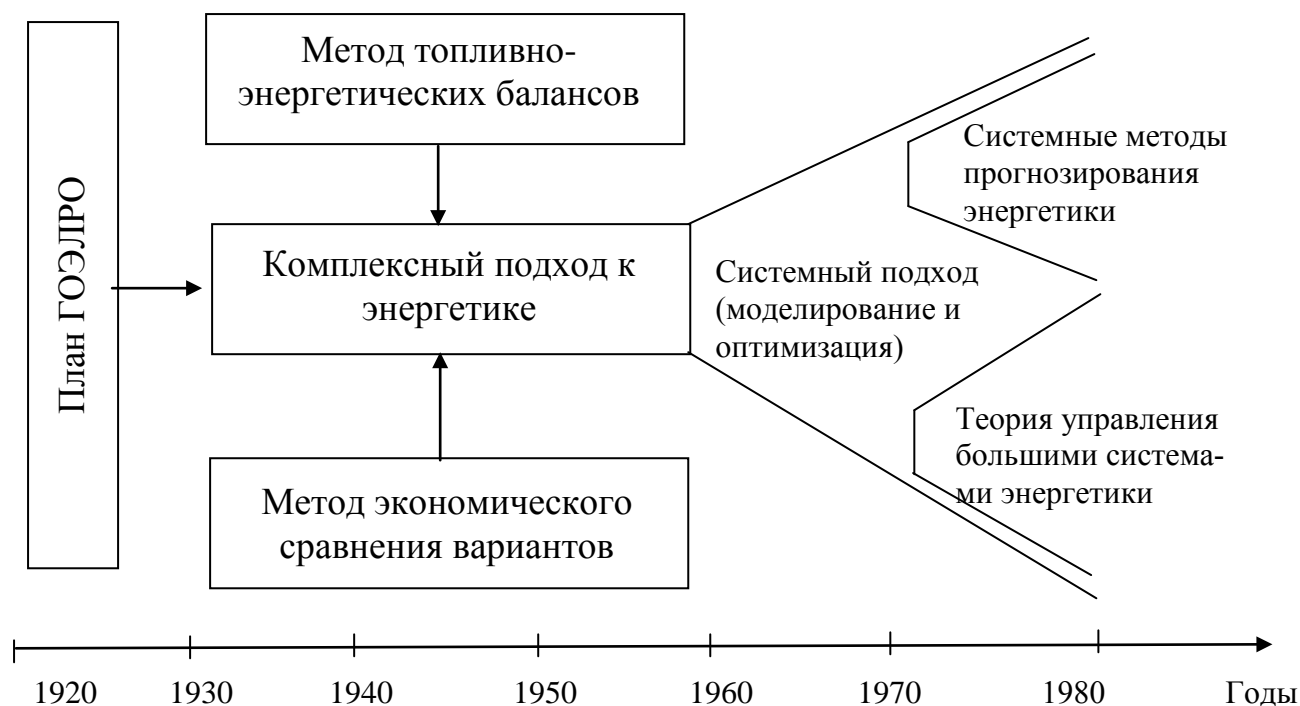 План ГОЭЛРО
Метод топливно-
энергетических балансов
Комплексный подход к
энергетике
Метод экономического
сравнения вариантов
Системный подход
(моделирование и
оптимизация)
Системные методы
прогнозирования
энергетики
Теория управления
большими система-
ми энергетики
1920 1930 1940 1950 1960 1970 1980 Годы